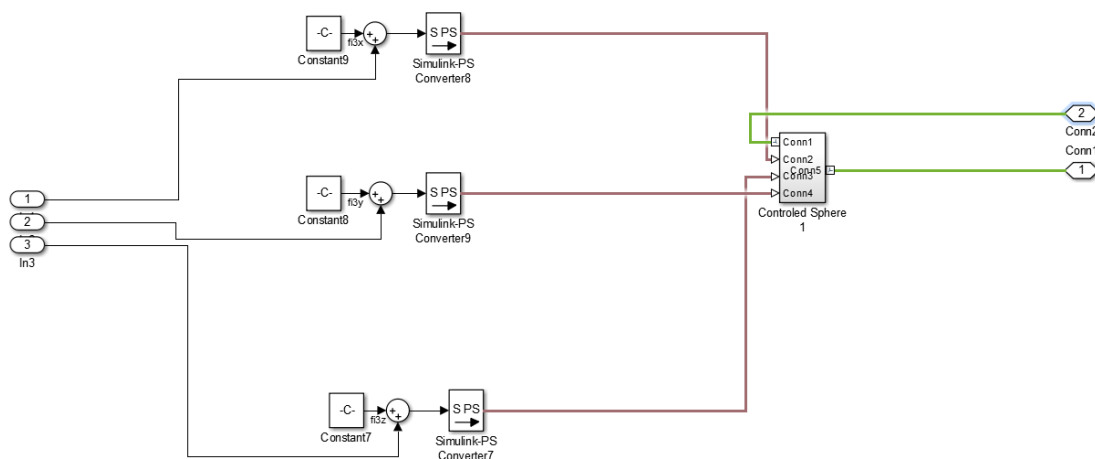 -C-
fi3x
Constant9
+
+
S PS
Simulink-PS
Converter8
2
Conn2
Conn1
1
Conn1
Conn2
Conn3
Conn4
Conn5
Controled Sphere
1
1
2
3
In3
-C-
fi3y
Constant8
+
+
S PS
Simulink-PS
Converter9
-C-
fi3z
Constant7
+
+
S PS
Simulink-PS
Converter7